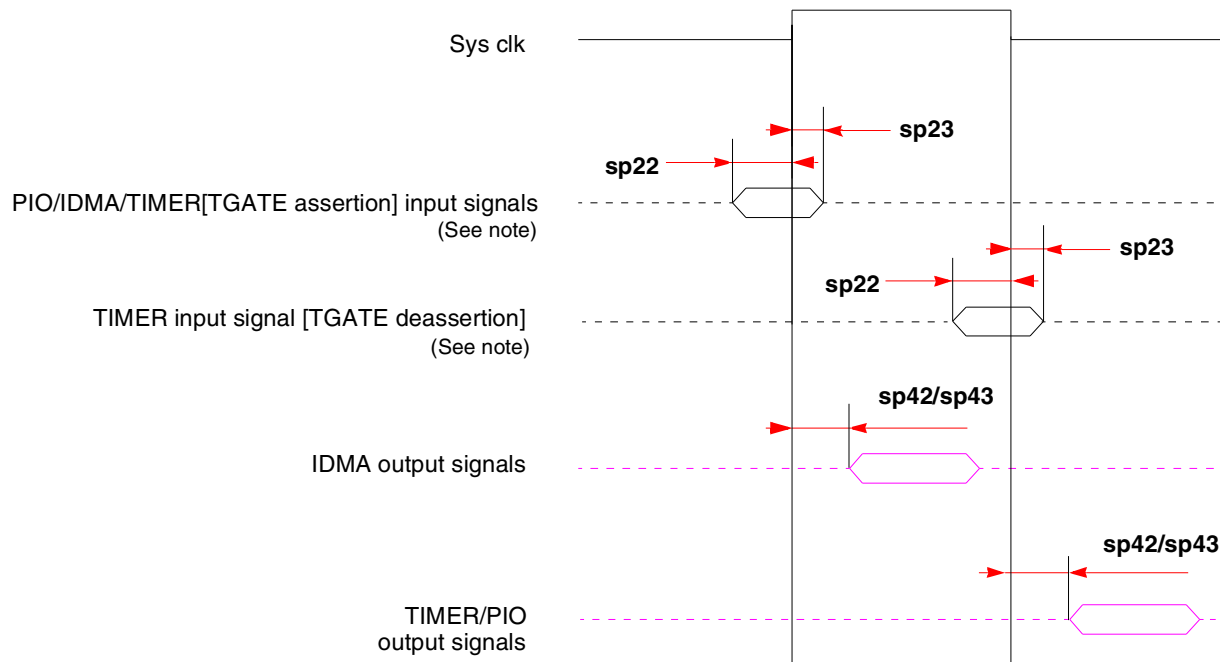 Sys clk
sp23
sp22
PIO/IDMA/TIMER[TGATE assertion] input signals
(See note)
sp23
sp22
TIMER input signal [TGATE deassertion]
(See note)
sp42/sp43
IDMA output signals
sp42/sp43
TIMER/PIO
output signals